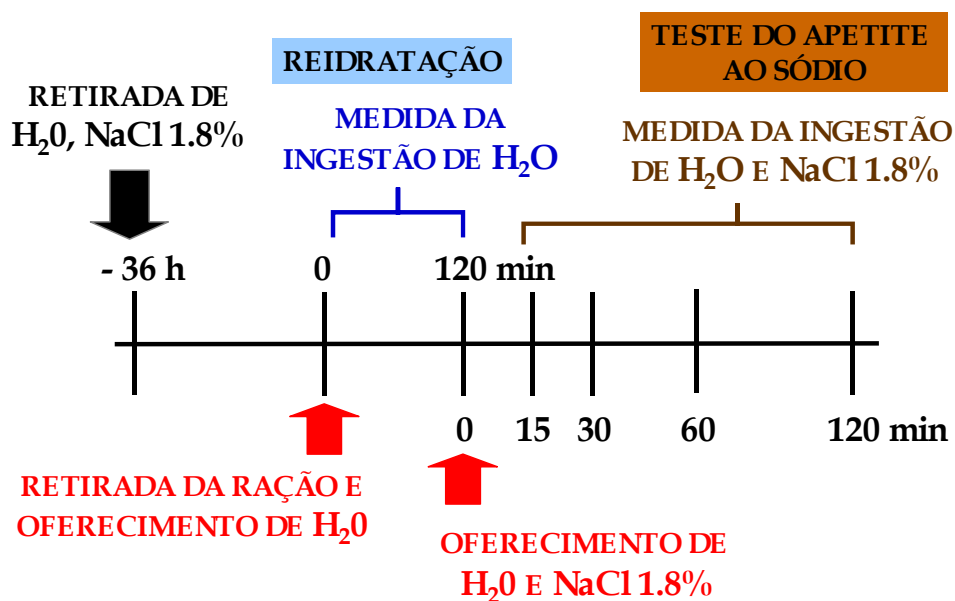 RETIRADA DE
H₂0, NaCl 1.8%
REIDRATAÇÃO
MEDIDA DA
INGESTÃO DE H₂O
TESTE DO APETITE
AO SÓDIO
MEDIDA DA INGESTÃO
DE H₂O E NaCl 1.8%
- 36 h 0 120 min
0 15 30 60 120 min
RETIRADA DA RAÇÃO E
OFERECIMENTO DE H₂0
OFERECIMENTO DE
H₂0 E NaCl 1.8%